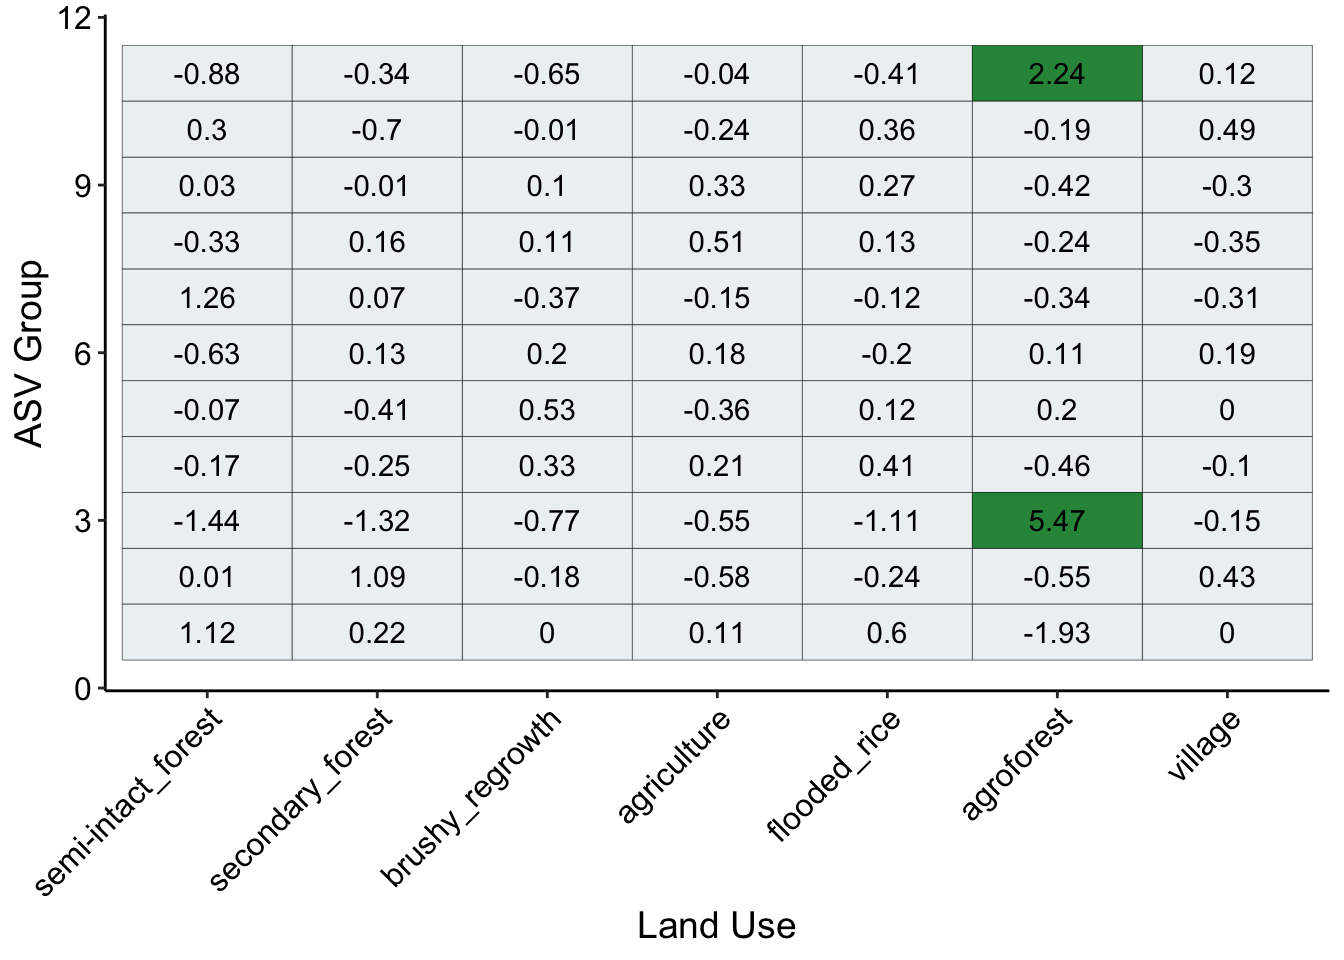 12
-0.88 -0.34 -0.65 -0.04 -0.41 2.24 0.12
0.3 -0.7 -0.01 -0.24 0.36 -0.19 0.49
9 0.03 -0.01 0.1 0.33 0.27 -0.42 -0.3
-0.33 0.16 0.11 0.51 0.13 -0.24 -0.35
1.26 0.07 -0.37 -0.15 -0.12 -0.34 -0.31
ASV Group
6 -0.63 0.13 0.2 0.18 -0.2 0.11 0.19
-0.07 -0.41 0.53 -0.36 0.12 0.2 0
-0.17 -0.25 0.33 0.21 0.41 -0.46 -0.1
3 -1.44 -1.32 -0.77 -0.55 -1.11 5.47 -0.15
0.01 1.09 -0.18 -0.58 -0.24 -0.55 0.43
1.12 0.22 0 0.11 0.6 -1.93 0
0
semi-intact_forest
secondary_forest
brushy_regrowth
agriculture
flooded_rice
agroforest
village
Land Use